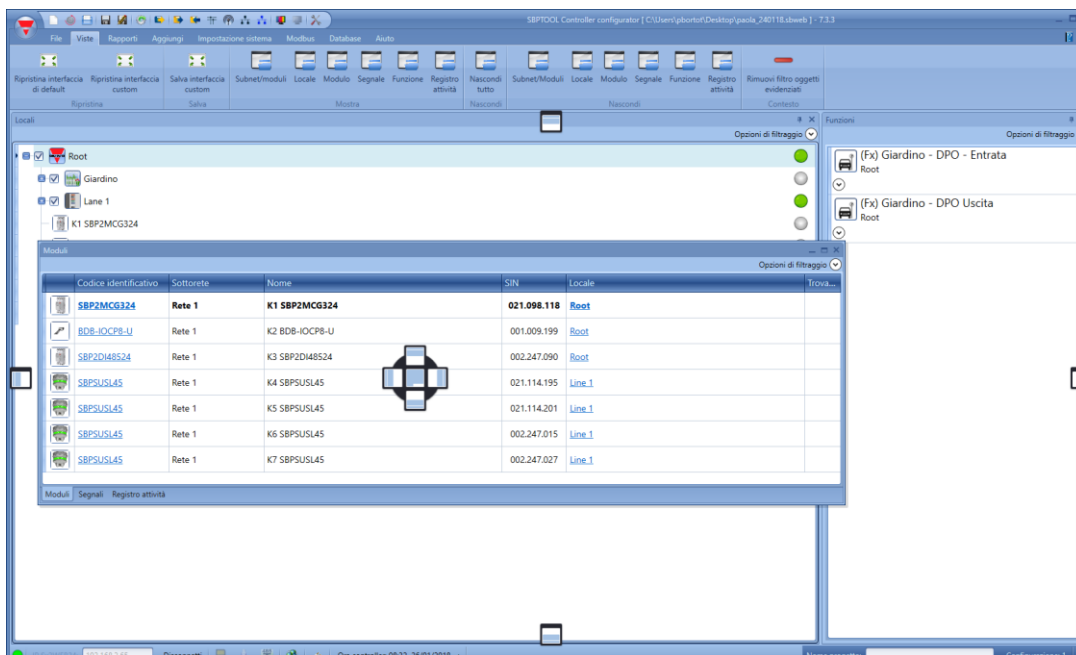 SBPTOOL Controller configurator [ C:\Users\pbortot\Desktop\paola_240118.sbweb ] - 7.3.3
File Viste Rapporti Aggiungi Impostazione sistema Modbus Database Aiuto
Ripristina interfaccia di default
Ripristina interfaccia custom
Salva interfaccia custom
Subnet/moduli Locale Modulo Segnale Funzione Registro attività
Nascondi tutto
Subnet/Moduli Locale Modulo Segnale Funzione Registro attività
Rimuovi filtro oggetti evidenziati
Ripristina Salva Mostra Nascondi Nascondi Contesto
Locali
Opzioni di filtraggio
Root
Giardino
Lane 1
K1 SBP2MCG324
Funzioni
Opzioni di filtraggio
(Fx) Giardino - DPO - Entrata
Root
(Fx) Giardino - DPO Uscita
Root
Moduli
Opzioni di filtraggio
Codice identificativo Sottorete Nome SIN Locale Trova...
SBP2MCG324 Rete 1 K1 SBP2MCG324 021.098.118 Root
BDB-IOCP8-U Rete 1 K2 BDB-IOCP8-U 001.009.199 Root
SBP2DI48524 Rete 1 K3 SBP2DI48524 002.247.090 Root
SBPSUSL45 Rete 1 K4 SBPSUSL45 021.114.195 Line 1
SBPSUSL45 Rete 1 K5 SBPSUSL45 021.114.201 Line 1
SBPSUSL45 Rete 1 K6 SBPSUSL45 002.247.015 Line 1
SBPSUSL45 Rete 1 K7 SBPSUSL45 002.247.027 Line 1
Moduli Segnali Registro attività